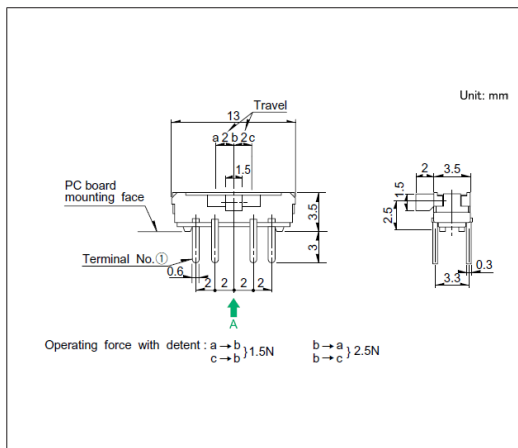 Travel
13
Unit: mm
a 2 b 2 c
1.5
2
3.5
PC board
mounting face
3.5
1.5
2.5
Terminal No.①
3
0.6
0.3
2 2 2 2
3.3
A
Operating force with detent : a→b
c→b } 1.5N
b→a
b→c } 2.5N